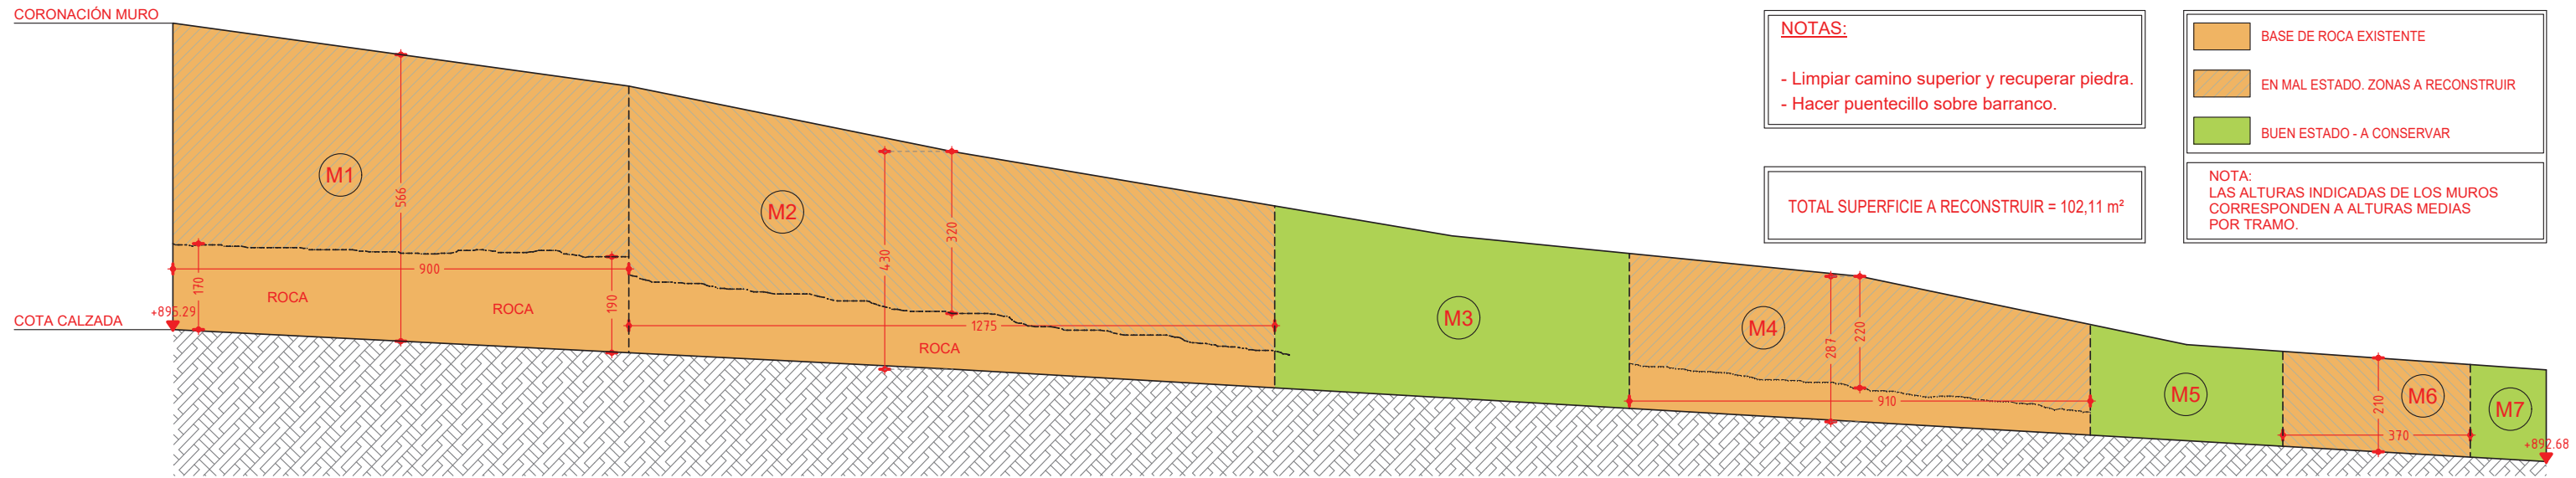 CORONACIÓN MURO
NOTAS:
- Limpiar camino superior y recuperar piedra.
- Hacer puentecillo sobre barranco.
BASE DE ROCA EXISTENTE
EN MAL ESTADO. ZONAS A RECONSTRUIR
BUEN ESTADO - A CONSERVAR
TOTAL SUPERFICIE A RECONSTRUIR = 102,11 m²
NOTA:
LAS ALTURAS INDICADAS DE LOS MUROS
CORRESPONDEN A ALTURAS MEDIAS
POR TRAMO.
M1
566
M2
320
430
900
170
190
ROCA
ROCA
+895.29
COTA CALZADA
1275
ROCA
M3
M4
287
220
910
M5
210
M6
370
M7
+892.68